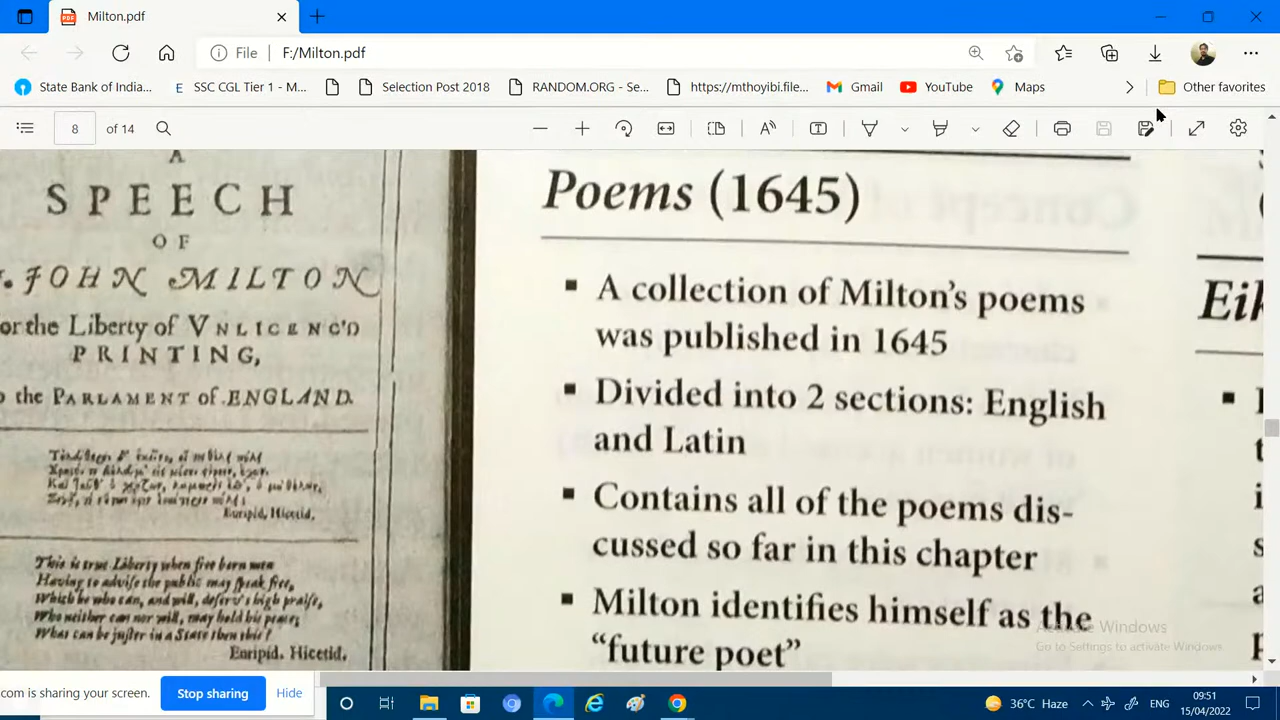 Milton.pdf
File F:/Milton.pdf
State Bank of India...
SSC CGL Tier 1 - M...
Selection Post 2018
RANDOM.ORG - Se...
https://mthoyibi.file...
Gmail
YouTube
Maps
Other favorites
8 of 14
A
SPEECH
OF
JOHN MILTON
or the Liberty of VNLICENC'D
PRINTING,
the PARLAMENT of ENGLAND.
Euripid, Hicetid.
This is true Liberty when free born men
Having to advise the public may speak free,
Which he who can, and will, deserv's high praise,
Who neither can nor will, may hold his peace;
What can be juster in a State then this?
Euripid. Hicetid.
Poems (1645)
▪ A collection of Milton's poems
was published in 1645
▪ Divided into 2 sections: English
and Latin
▪ Contains all of the poems dis-
cussed so far in this chapter
▪ Milton identifies himself as the
“future poet”
Activate Windows
Go to Settings to activate Windows.
com is sharing your screen.
Stop sharing
Hide
36°C Haze
ENG
09:51
15/04/2022